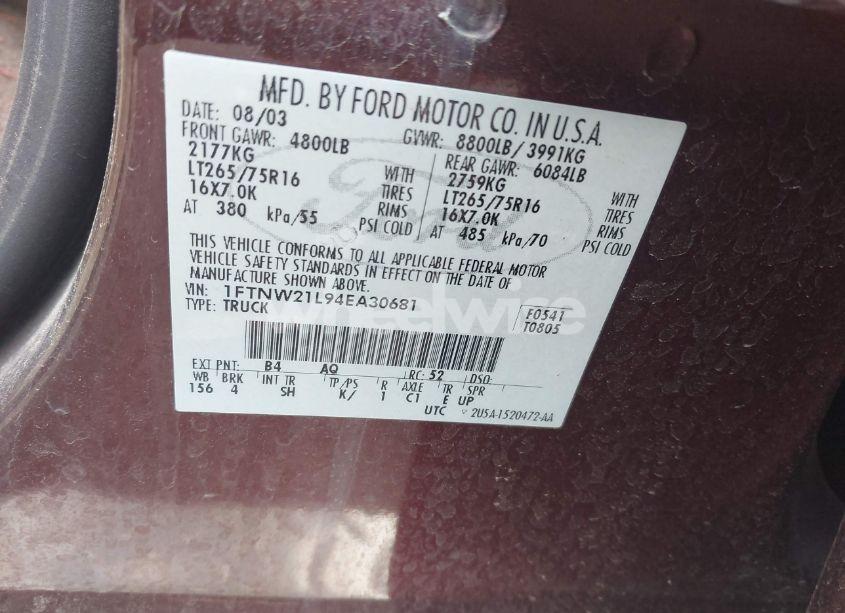 MFD. BY FORD MOTOR CO. IN U.S.A.
DATE: 08/03 GVWR: 8800LB/3991KG
FRONT GAWR: 4800LB REAR GAWR: 6084LB
2177KG WITH 2759KG WITH
LT265/75R16 TIRES LT265/75R16 TIRES
16X7.0K RIMS 16X7.0K RIMS
AT 380 kPa/55 PSI COLD AT 485 kPa/70 PSI COLD
Ford
THIS VEHICLE CONFORMS TO ALL APPLICABLE FEDERAL MOTOR
VEHICLE SAFETY STANDARDS IN EFFECT ON THE DATE OF
MANUFACTURE SHOWN ABOVE.
VIN: 1FTNW21L94EA30681
TYPE: TRUCK
F0541
T0805
wheelwire
EXT PNT: B4 AQ RC: 52 DSO:
WB BRK INT TR TP/PS R AXLE TR SPR
156 4 SH K/ 1 C1 E UP
UTC 2U5A-1520472-AA